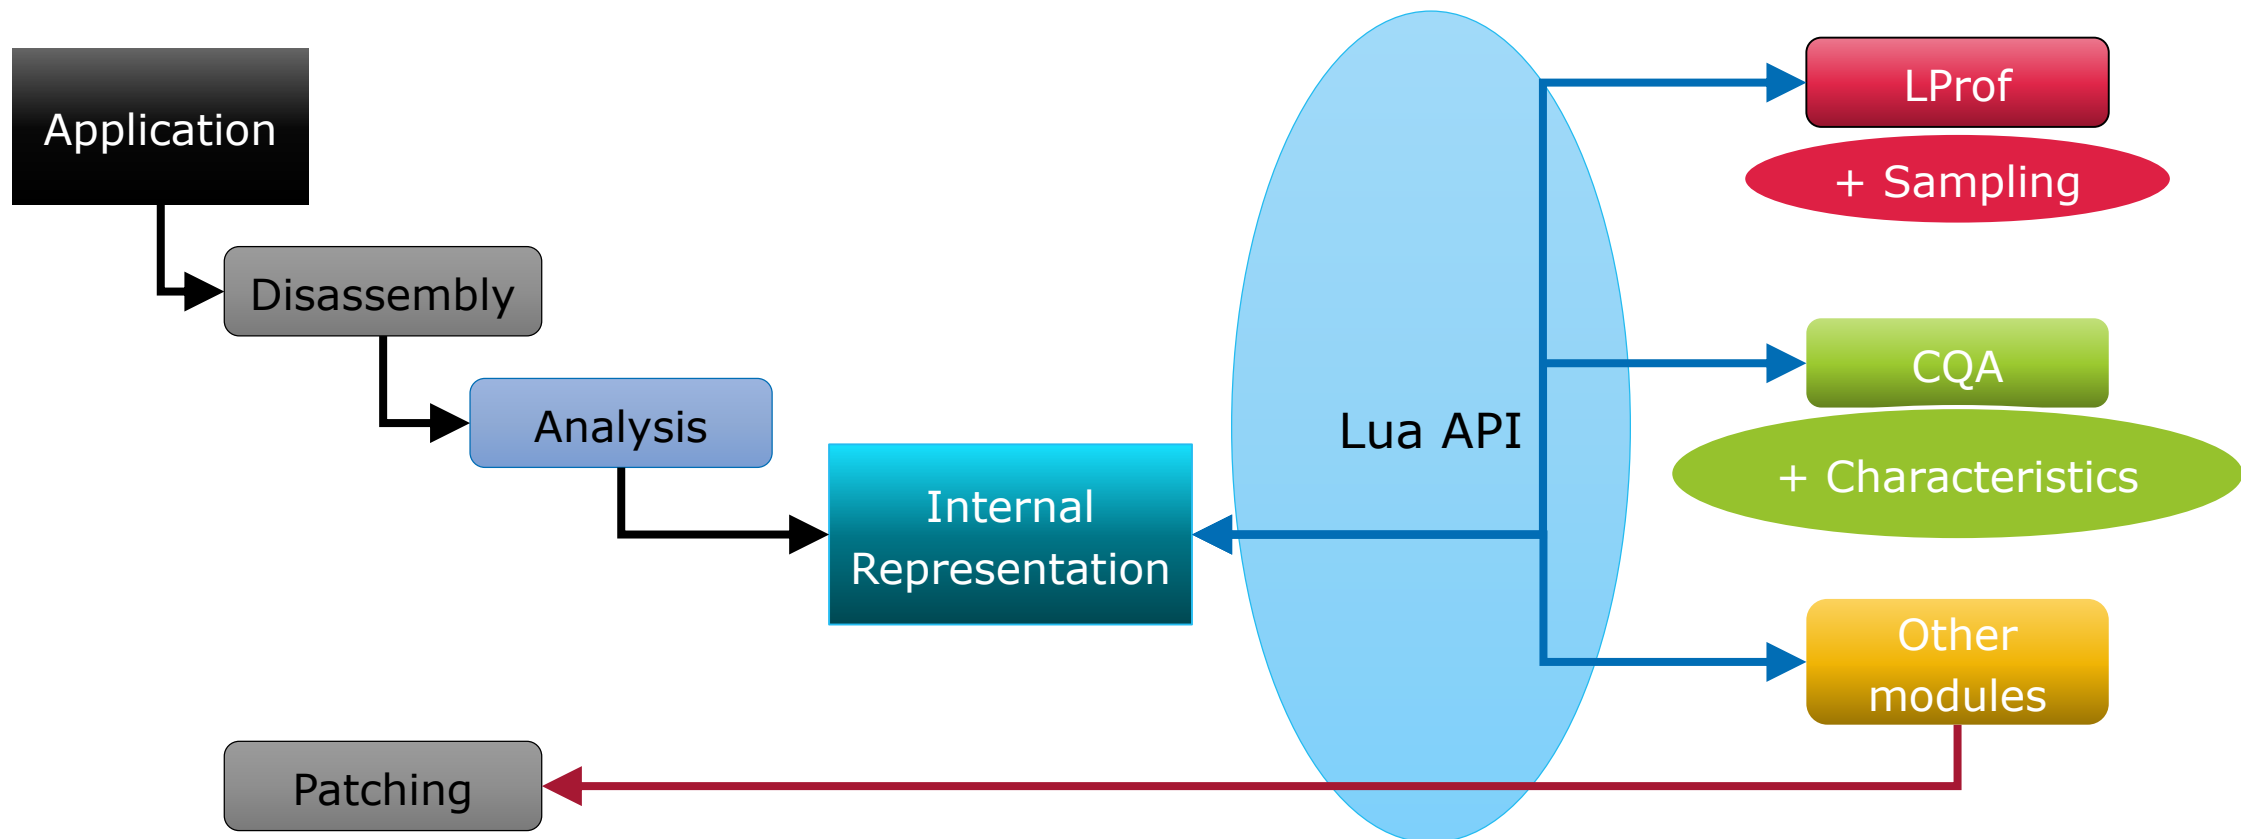 Application
Disassembly
Analysis
Internal
Representation
Lua API
LProf
+ Sampling
CQA
+ Characteristics
Other
modules
Patching